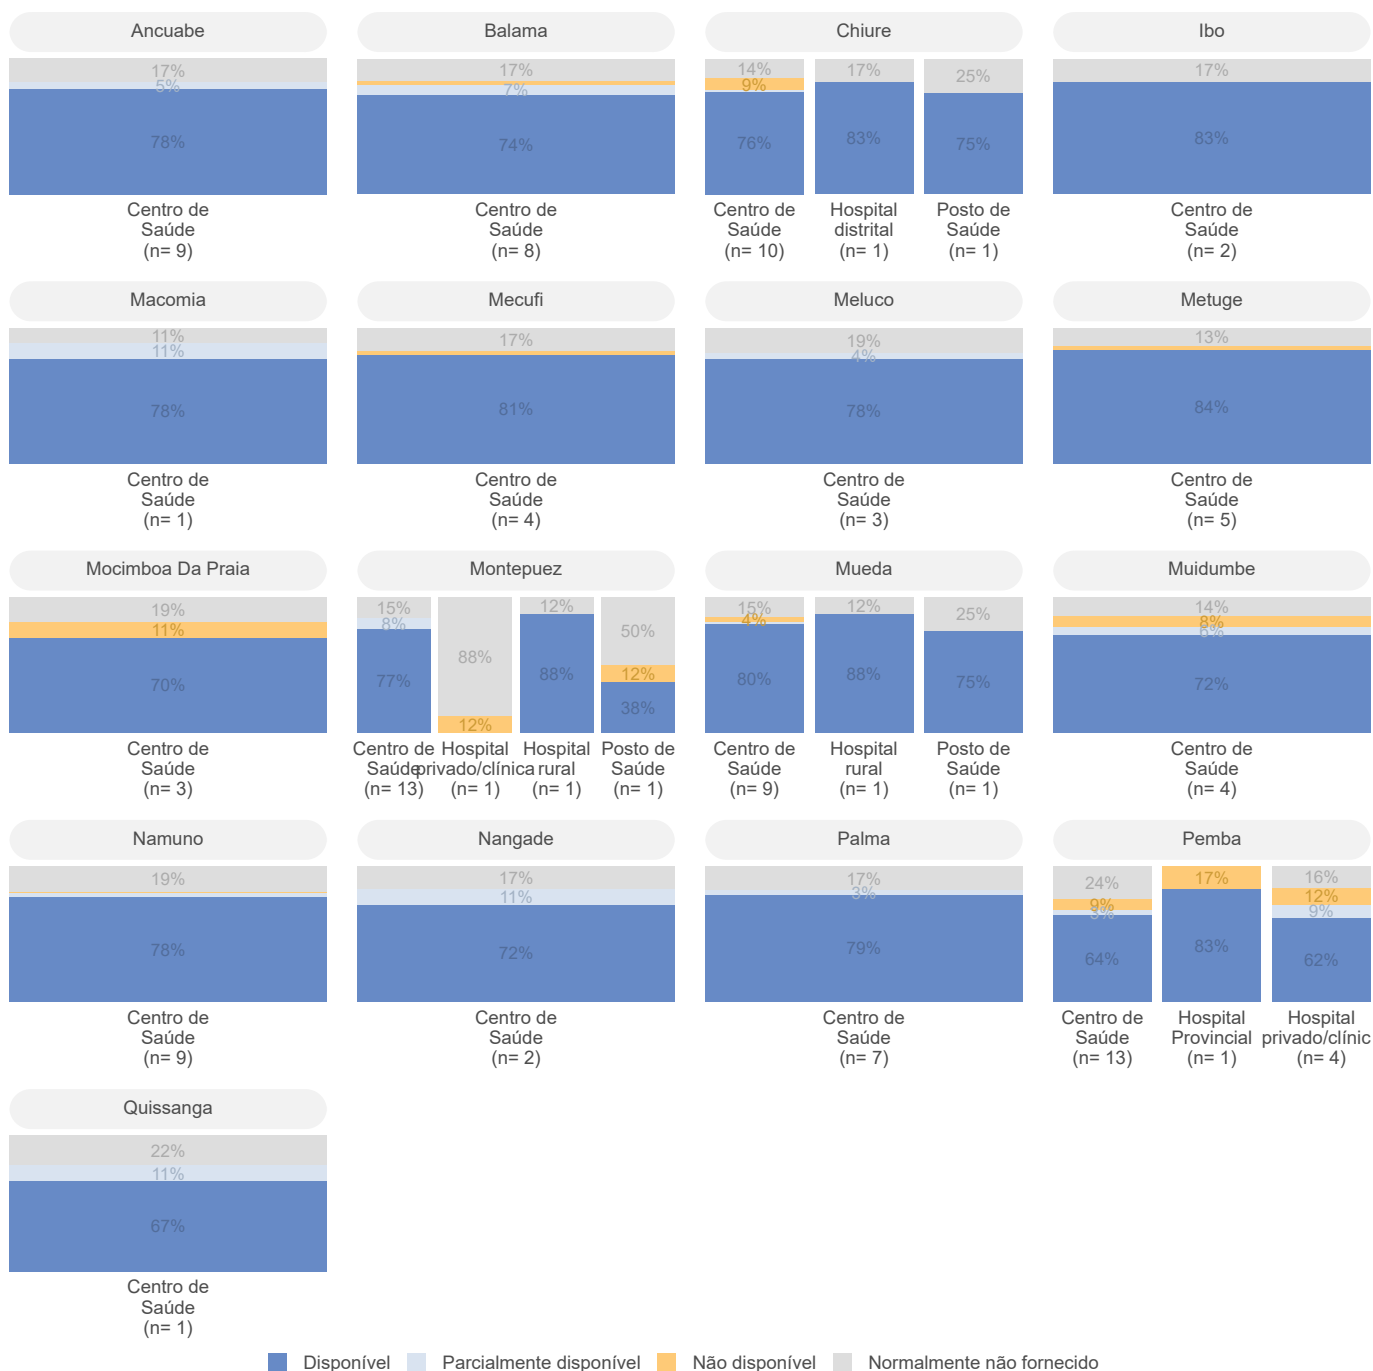 Ancuabe
17%
5%
78%
Centro de
Saúde
(n= 9)
Balama
17%
7%
74%
Centro de
Saúde
(n= 8)
Chiure
14%
9%
76%
Centro de
Saúde
(n= 10)
17%
83%
Hospital
distrital
(n= 1)
25%
75%
Posto de
Saúde
(n= 1)
Ibo
17%
83%
Centro de
Saúde
(n= 2)
Macomia
11%
11%
78%
Centro de
Saúde
(n= 1)
Mecufi
17%
81%
Centro de
Saúde
(n= 4)
Meluco
19%
4%
78%
Centro de
Saúde
(n= 3)
Metuge
13%
84%
Centro de
Saúde
(n= 5)
Mocimboa Da Praia
19%
11%
70%
Centro de
Saúde
(n= 3)
Montepuez
15%
8%
77%
Centro de
Saúde
(n= 13)
88%
12%
Hospital
privado/clínica
(n= 1)
12%
88%
Hospital
rural
(n= 1)
50%
12%
38%
Posto de
Saúde
(n= 1)
Mueda
15%
4%
80%
Centro de
Saúde
(n= 9)
12%
88%
Hospital
rural
(n= 1)
25%
75%
Posto de
Saúde
(n= 1)
Muidumbe
14%
8%
6%
72%
Centro de
Saúde
(n= 4)
Namuno
19%
78%
Centro de
Saúde
(n= 9)
Nangade
17%
11%
72%
Centro de
Saúde
(n= 2)
Palma
17%
3%
79%
Centro de
Saúde
(n= 7)
Pemba
24%
9%
3%
64%
Centro de
Saúde
(n= 13)
17%
83%
Hospital
Provincial
(n= 1)
16%
12%
9%
62%
Hospital
privado/clínic
(n= 4)
Quissanga
22%
11%
67%
Centro de
Saúde
(n= 1)
Disponível
Parcialmente disponível
Não disponível
Normalmente não fornecido